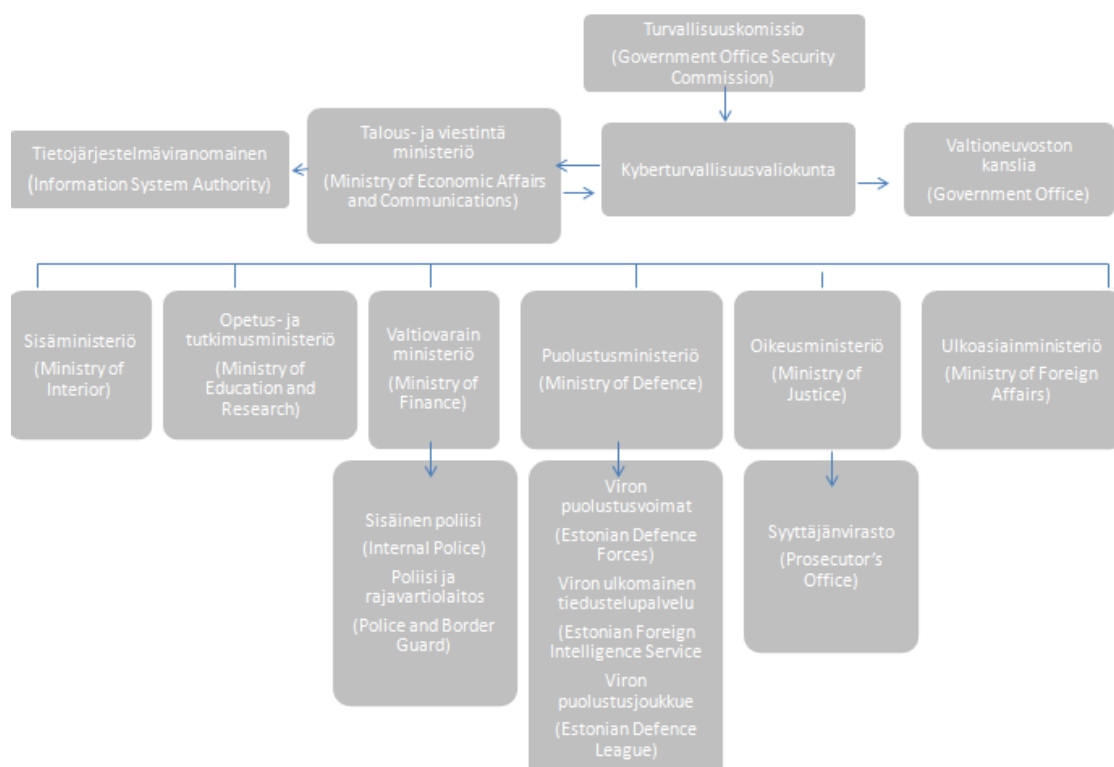 Turvallisuuskomissio
(Government Office Security
Commission)
Tietojärjestelmäviranomainen
(Information System Authority)
Talous- ja viestintä
ministeriö
(Ministry of Economic Affairs
and Communications)
Kyberturvallisuusvaliokunta
Valtioneuvoston
kanslia
(Government Office)
Sisäministeriö
(Ministry of
Interior)
Opetus- ja
tutkimusministeriö
(Ministry of
Education and
Research)
Valtiovarain
ministeriö
(Ministry of
Finance)
Puolustusministeriö
(Ministry of Defence)
Oikeusministeriö
(Ministry of
Justice)
Ulkoasiainministeriö
(Ministry of Foreign
Affairs)
Sisäinen poliisi
(Internal Police)
Poliisi ja
rajavartiolaitos
(Police and Border
Guard)
Viron
puolustusvoimat
(Estonian Defence
Forces)
Viron ulkomainen
tiedustelupalvelu
(Estonian Foreign
Intelligence Service
Viron
puolustusjoukkue
(Estonian Defence
League)
Syyttäjänvirasto
(Prosecutor's
Office)